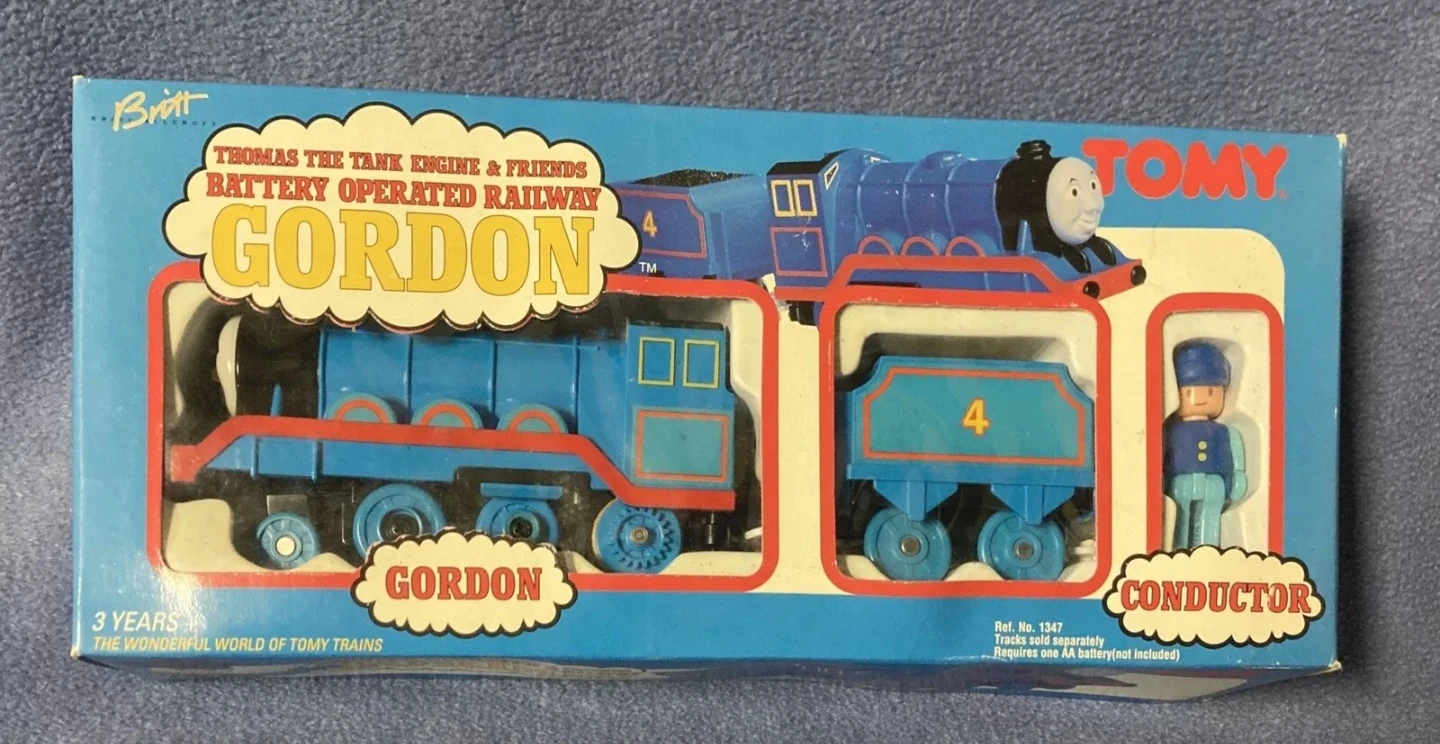 Britt
THOMAS THE TANK ENGINE & FRIENDS
BATTERY OPERATED RAILWAY
GORDON
TM
TOMY
4
4
GORDON
CONDUCTOR
3 YEARS +
THE WONDERFUL WORLD OF TOMY TRAINS
Ref. No. 1347
Tracks sold separately
Requires one AA battery(not included)